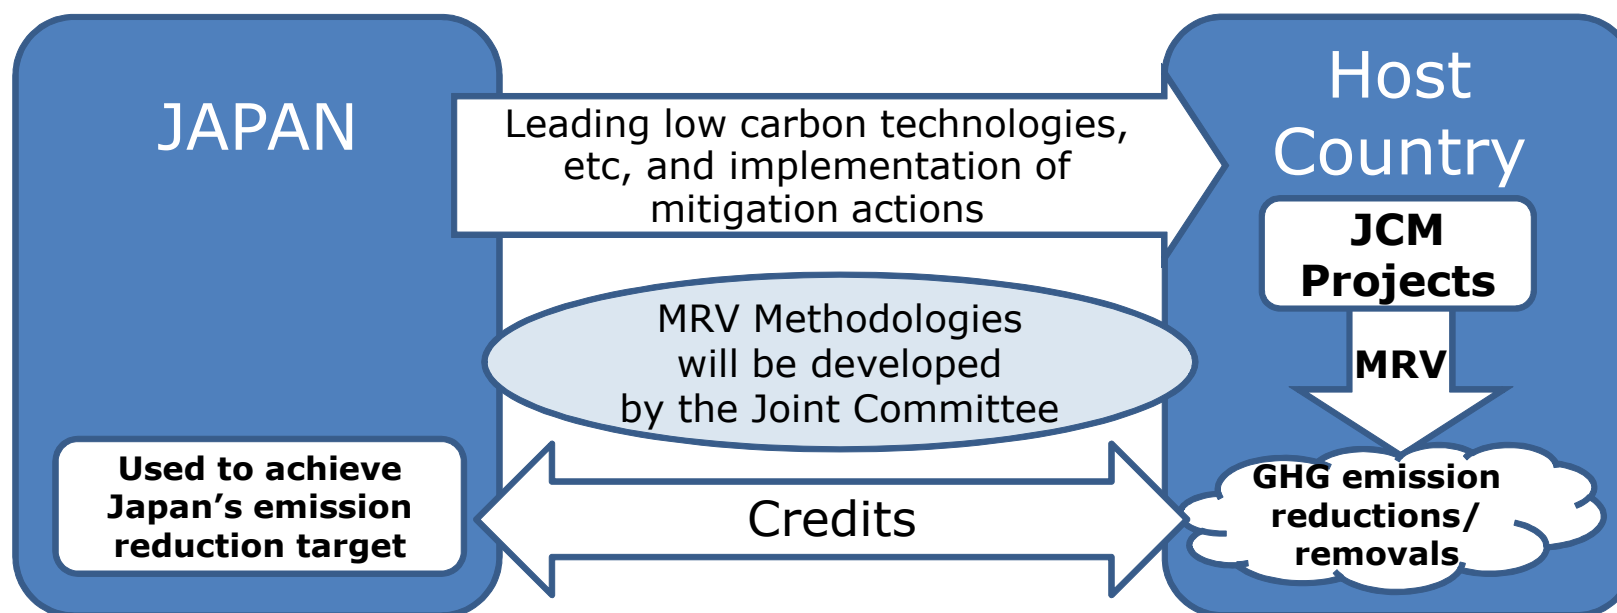 JAPAN
Leading low carbon technologies,
etc, and implementation of
mitigation actions
Host
Country
JCM
Projects
MRV Methodologies
will be developed
by the Joint Committee
MRV
Used to achieve
Japan’s emission
reduction target
Credits
GHG emission
reductions/
removals